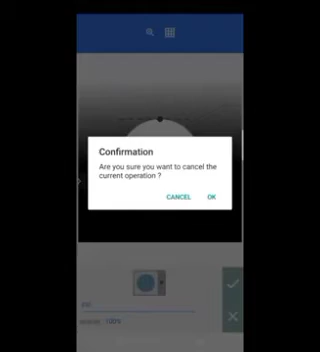 Confirmation
Are you sure you want to cancel the
current operation ?
CANCEL OK
100%